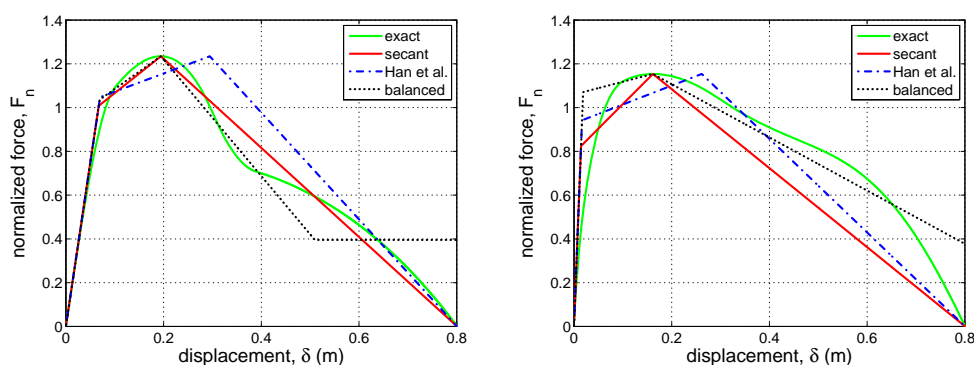 1.4
1.2
1
0.8
0.6
0.4
0.2
0
0 0.2 0.4 0.6 0.8
displacement, δ (m)
normalized force, Fn
exact
secant
Han et al.
balanced
1.4
1.2
1
0.8
0.6
0.4
0.2
0
0 0.2 0.4 0.6 0.8
displacement, δ (m)
normalized force, Fn
exact
secant
Han et al.
balanced